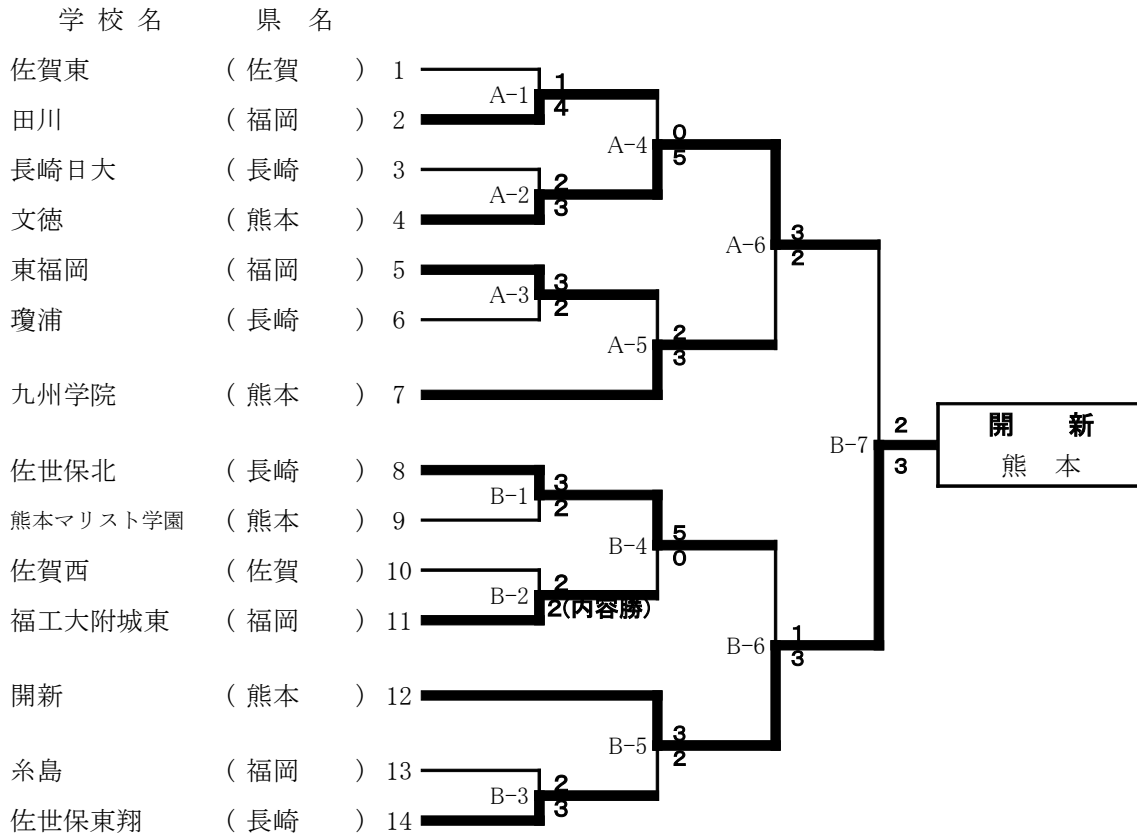 学校名 県名
佐賀東 (佐賀) 1
1
A-1
4
田川 (福岡) 2
0
A-4
5
長崎日大 (長崎) 3
2
A-2
3
文徳 (熊本) 4
3
A-6
2
東福岡 (福岡) 5
3
A-3
2
瓊浦 (長崎) 6
2
A-5
3
九州学院 (熊本) 7
2
開新
B-7
3
熊本
佐世保北 (長崎) 8
3
B-1
2
熊本マリスト学園 (熊本) 9
5
B-4
0
佐賀西 (佐賀) 10
2
B-2
2(内容勝)
福工大附城東 (福岡) 11
1
B-6
3
開新 (熊本) 12
3
B-5
2
糸島 (福岡) 13
2
B-3
3
佐世保東翔 (長崎) 14